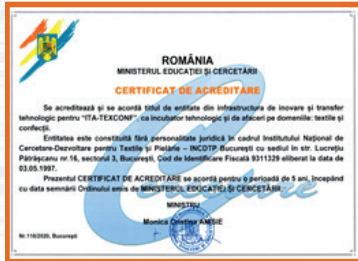 ROMÂNIA
MINISTERUL EDUCAȚIEI ȘI CERCETĂRII
CERTIFICAT DE ACREDITARE
Se acreditează și se acordă titlul de entitate din infrastructura de inovare și transfer
tehnologic pentru "ITA-TEXCONF", ca incubator tehnologic și de afaceri pe domeniile: textile și
confecții.
Entitatea este constituită fără personalitate juridică în cadrul Institutului Național de
Cercetare-Dezvoltare pentru Textile și Pielărie – INCDTP București cu sediul în str. Lucrețiu
Pătrășcanu nr.16, sectorul 3, București, Cod de Identificare Fiscală 9311329 eliberat la data de
03.05.1997.
Prezentul CERTIFICAT DE ACREDITARE se acordă pentru o perioadă de 5 ani, începând
cu data semnării Ordinului emis de MINISTERUL EDUCAȚIEI ȘI CERCETĂRII.
MINISTRU
Monica Cristina ANISIE
Nr.118/2020, București